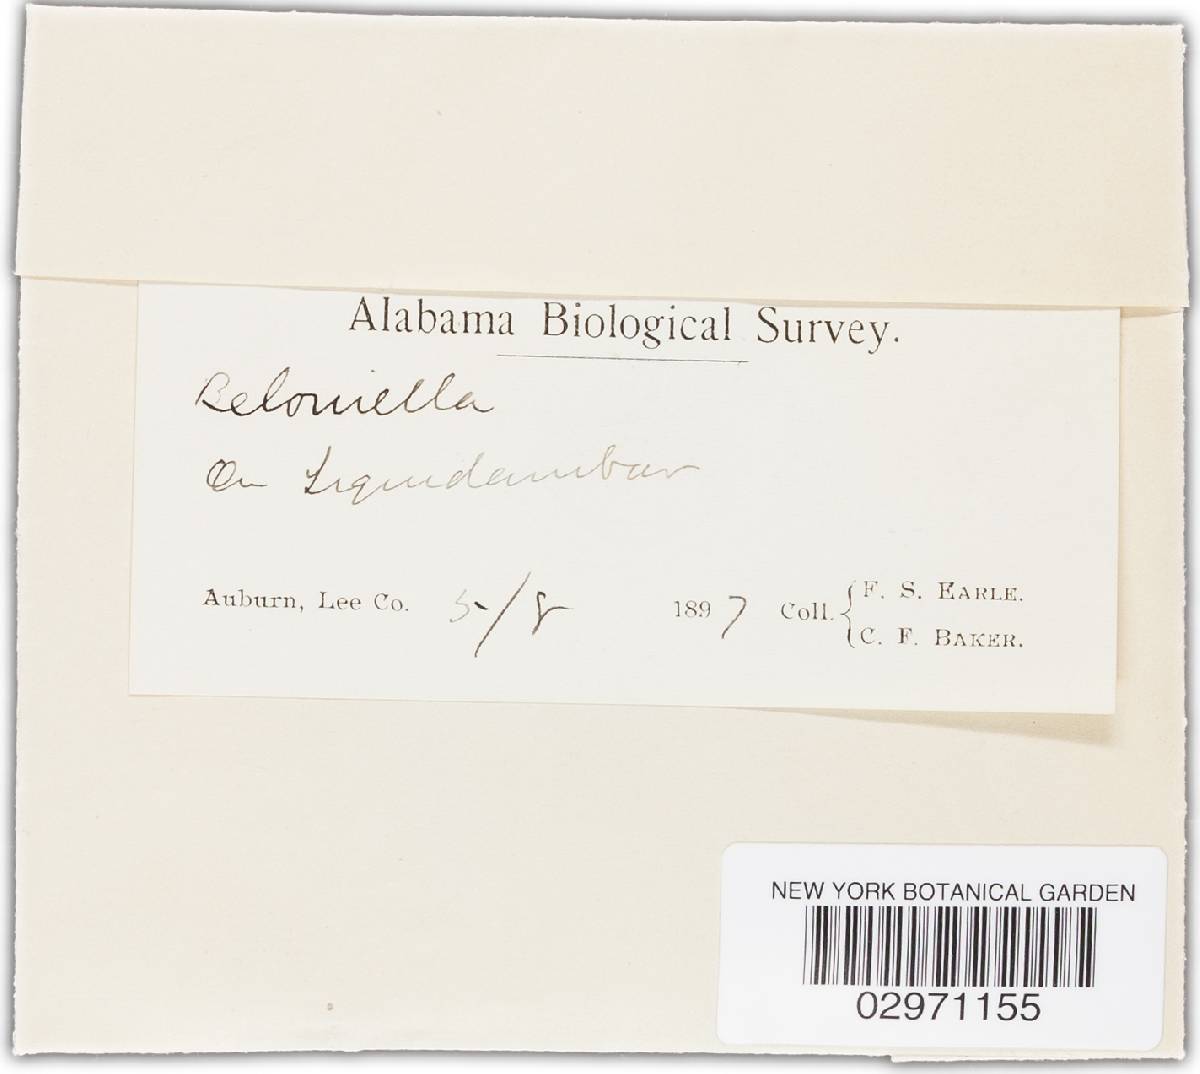 Alabama Biological Survey.
Beloniella
On Liquidambar
Auburn, Lee Co. 5/8 1897 Coll. { F. S. EARLE.
C. F. BAKER.
NEW YORK BOTANICAL GARDEN
02971155